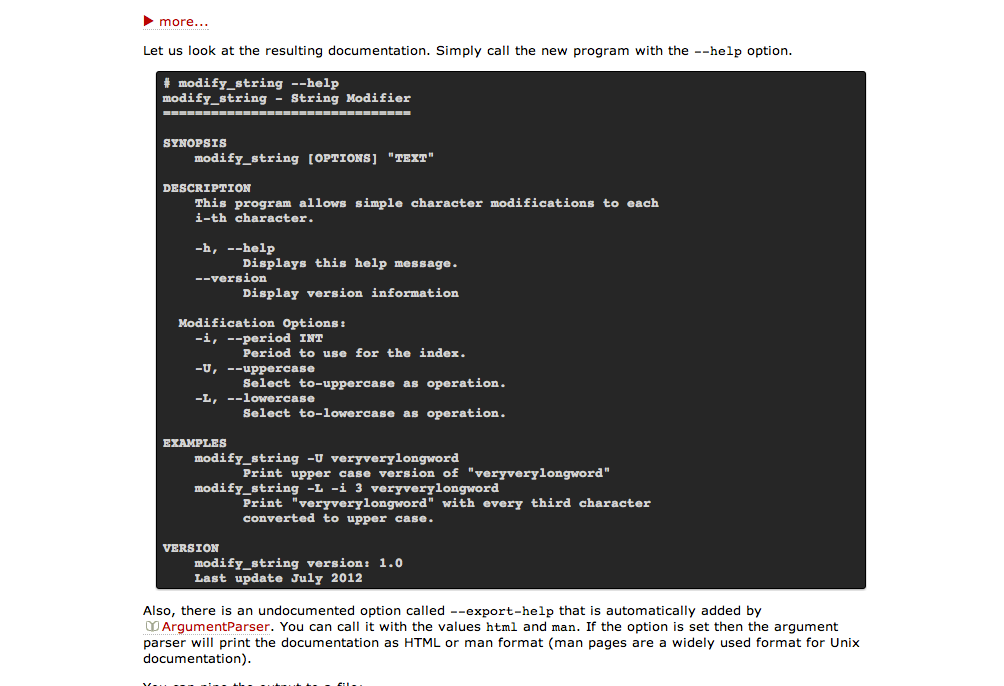 more...
Let us look at the resulting documentation. Simply call the new program with the --help option.
# modify_string --help
modify_string - String Modifier
===============================
SYNOPSIS
modify_string [OPTIONS] "TEXT"
DESCRIPTION
This program allows simple character modifications to each
i-th character.
-h, --help
Displays this help message.
--version
Display version information
Modification Options:
-i, --period INT
Period to use for the index.
-U, --uppercase
Select to-uppercase as operation.
-L, --lowercase
Select to-lowercase as operation.
EXAMPLES
modify_string -U veryverylongword
Print upper case version of "veryverylongword"
modify_string -L -i 3 veryverylongword
Print "veryverylongword" with every third character
converted to upper case.
VERSION
modify_string version: 1.0
Last update July 2012
Also, there is an undocumented option called --export-help that is automatically added by
ArgumentParser. You can call it with the values html and man. If the option is set then the argument
parser will print the documentation as HTML or man format (man pages are a widely used format for Unix
documentation).
You can pipe the output to a file: